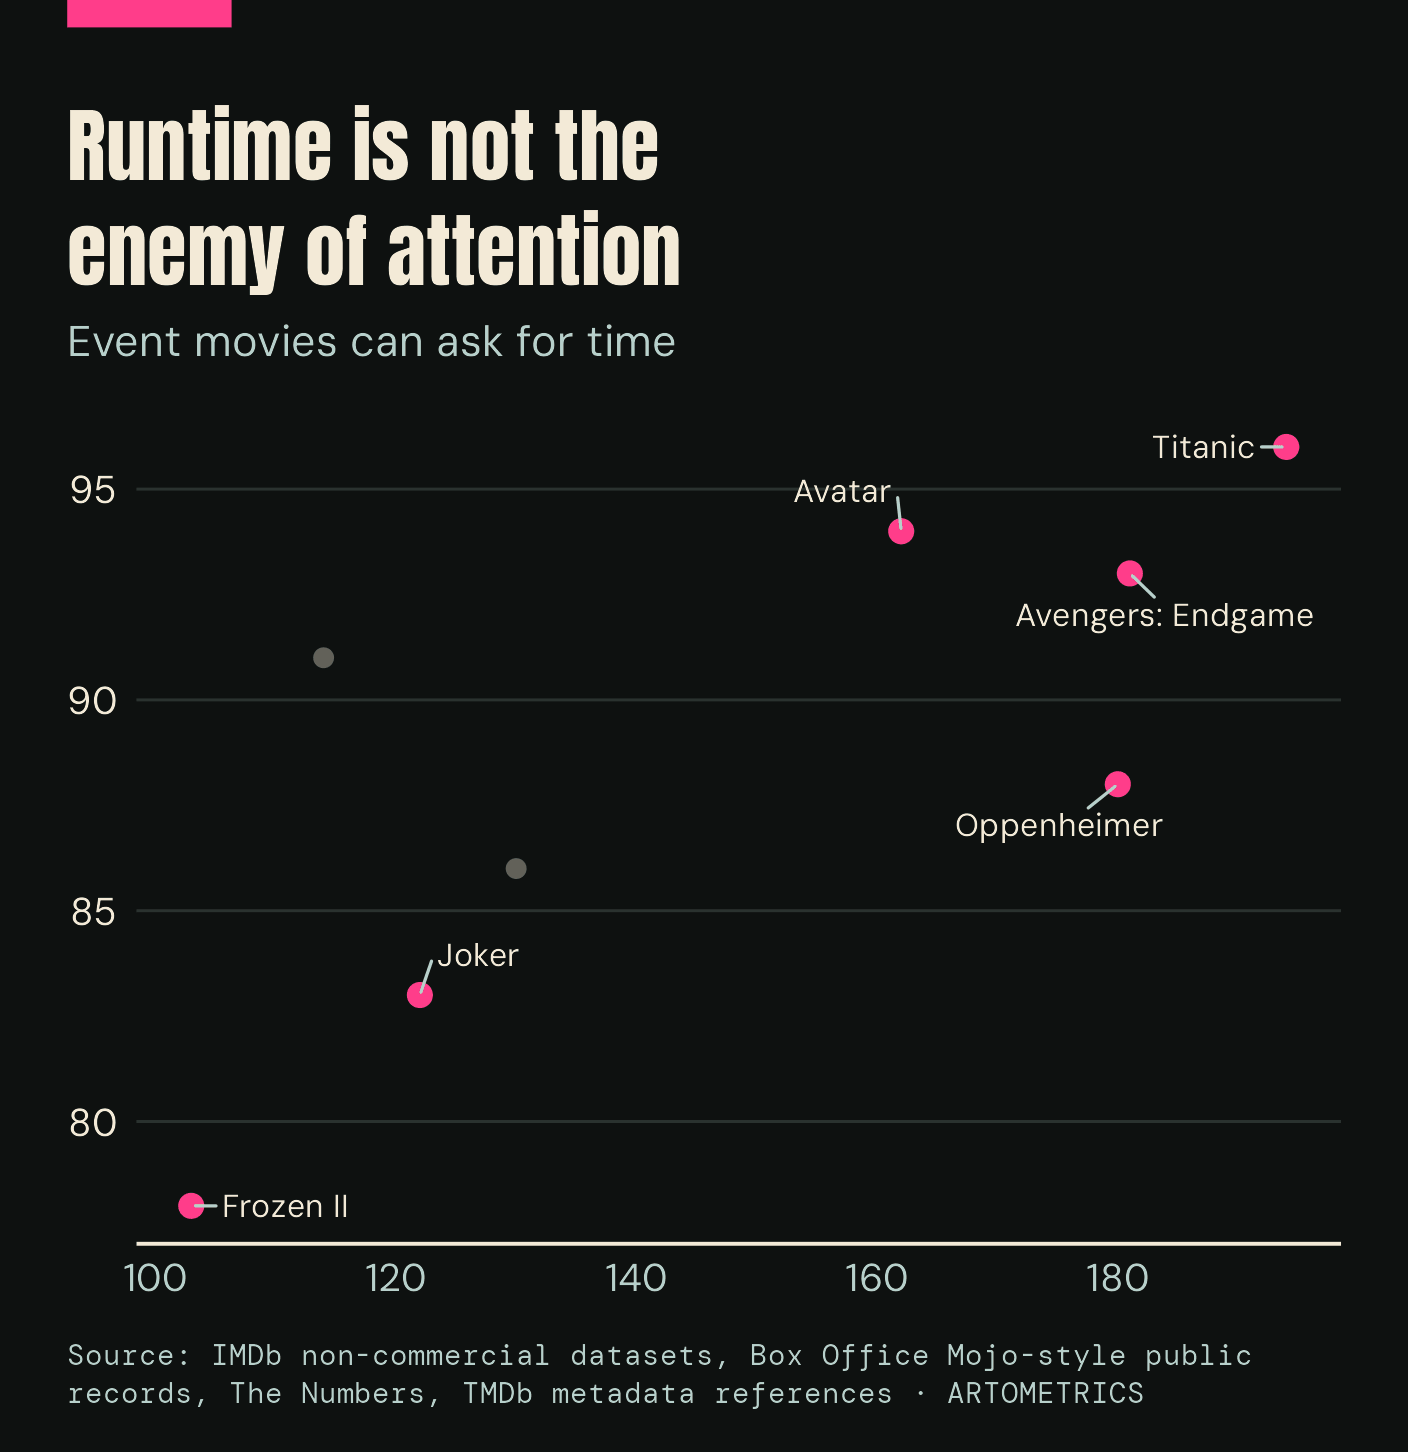 Runtime is not the
enemy of attention
Event movies can ask for time
Titanic
95
Avatar
Avengers: Endgame
90
Oppenheimer
85
Joker
80
Frozen II
100 120 140 160 180
Source: IMDb non-commercial datasets, Box Office Mojo-style public
records, The Numbers, TMDb metadata references · ARTOMETRICS